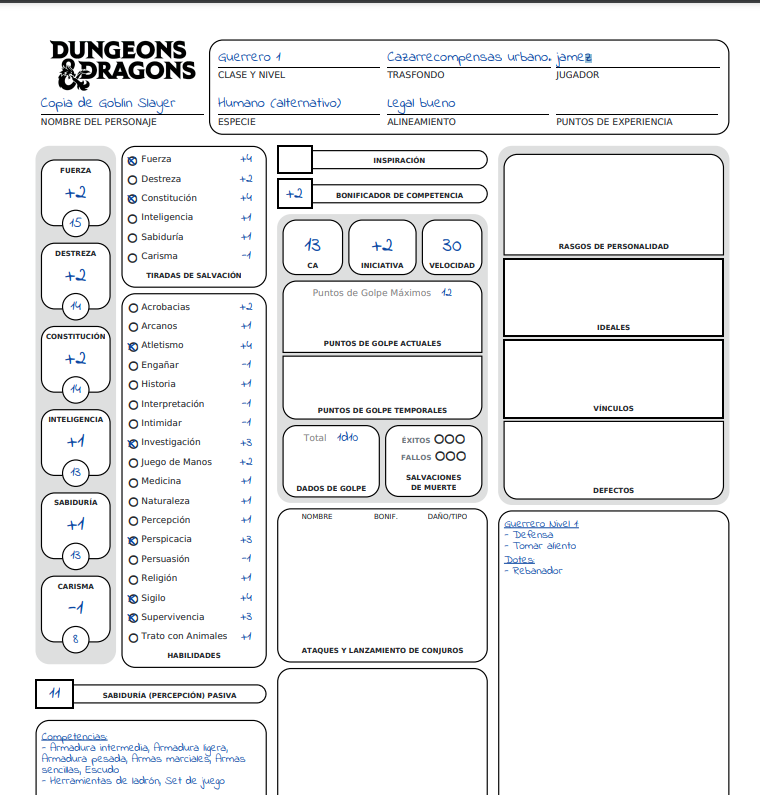 DUNGEONS
& DRAGONS
Copia de Goblin Slayer
NOMBRE DEL PERSONAJE
Guerrero 1
Cazarrecompensas urbano.
CLASE Y NIVEL
TRASFONDO
JUGADOR
Humano (alternativo)
Legal bueno
ESPECIE
ALINEAMIENTO
PUNTOS DE EXPERIENCIA
FUERZA
+2
15
DESTREZA
+2
14
CONSTITUCIÓN
+2
14
INTELIGENCIA
+1
13
SABIDURÍA
+1
13
CARISMA
-1
8
Fuerza +4
Destreza +2
Constitución +4
Inteligencia +1
Sabiduría +1
Carisma -1
TIRADAS DE SALVACIÓN
Acrobacias +2
Arcanos +1
Atletismo +4
Engañar -1
Historia +1
Interpretación -1
Intimidar -1
Investigación +3
Juego de Manos +2
Medicina +1
Naturaleza +1
Percepción +1
Perspicacia +3
Persuasión -1
Religión +1
Sigilo +4
Supervivencia +3
Trato con Animales +1
HABILIDADES
11
SABIDURÍA (PERCEPCIÓN) PASIVA
Competencias:
- Armadura intermedia, Armadura ligera,
Armadura pesada, Armas marciales, Armas
sencillas, Escudo
- Herramientas de ladrón, Set de juego
INSPIRACIÓN
+2
BONIFICADOR DE COMPETENCIA
13 +2 30
CA INICIATIVA VELOCIDAD
Puntos de Golpe Máximos 12
PUNTOS DE GOLPE ACTUALES
PUNTOS DE GOLPE TEMPORALES
Total 1d10
DADOS DE GOLPE
ÉXITOS
FALLOS
SALVACIONES
DE MUERTE
NOMBRE BONIF. DAÑO/TIPO
ATAQUES Y LANZAMIENTO DE CONJUROS
RASGOS DE PERSONALIDAD
IDEALES
VÍNCULOS
DEFECTOS
Guerrero Nivel 1
- Defensa
- Tomar aliento
Dotes:
- Rebanador